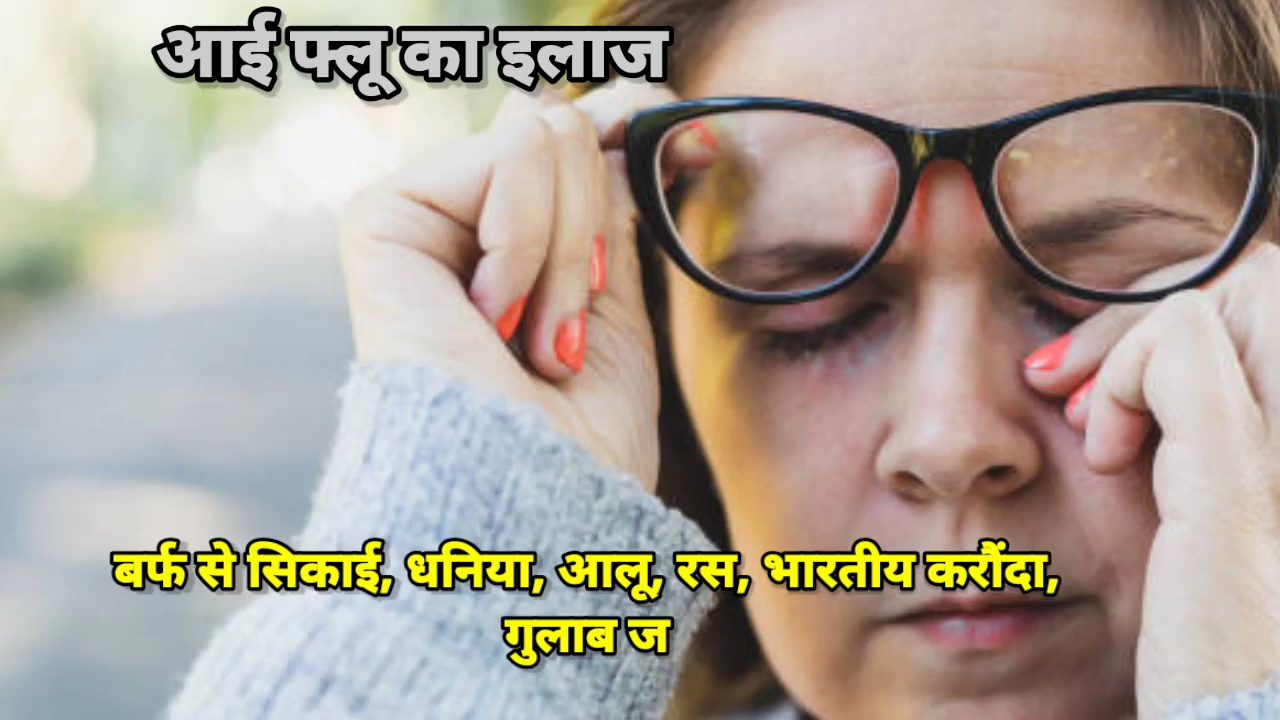 आई फ्लू का इलाज
बर्फ से सिकाई, धनिया, आलू, रस, भारतीय करौंदा,
गुलाब ज